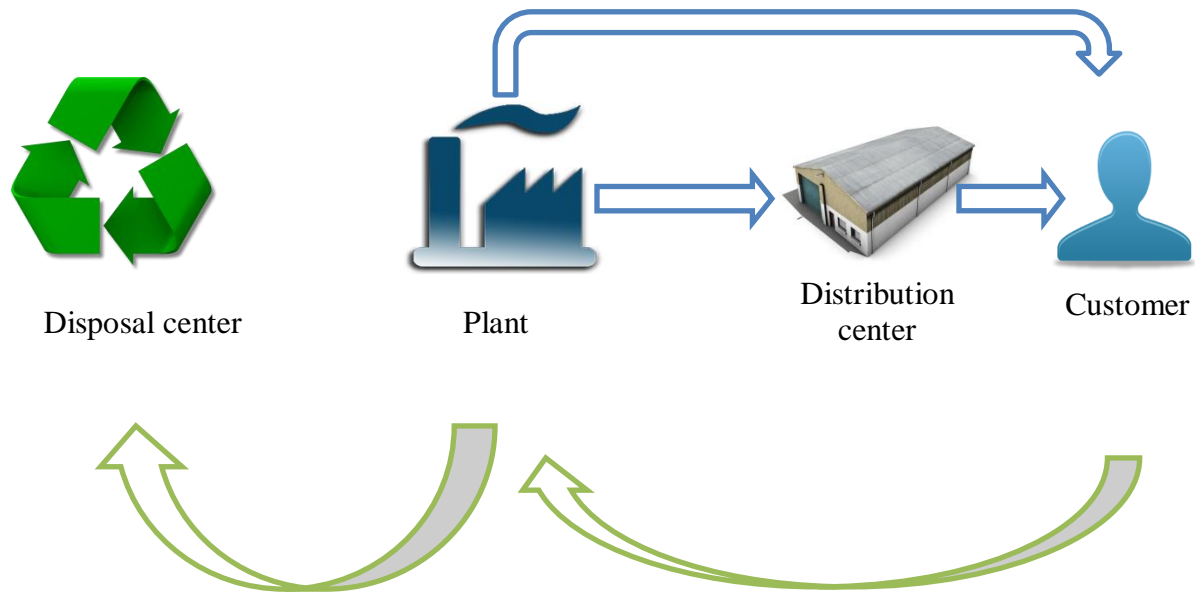 Disposal center
Plant
Distribution
center
Customer